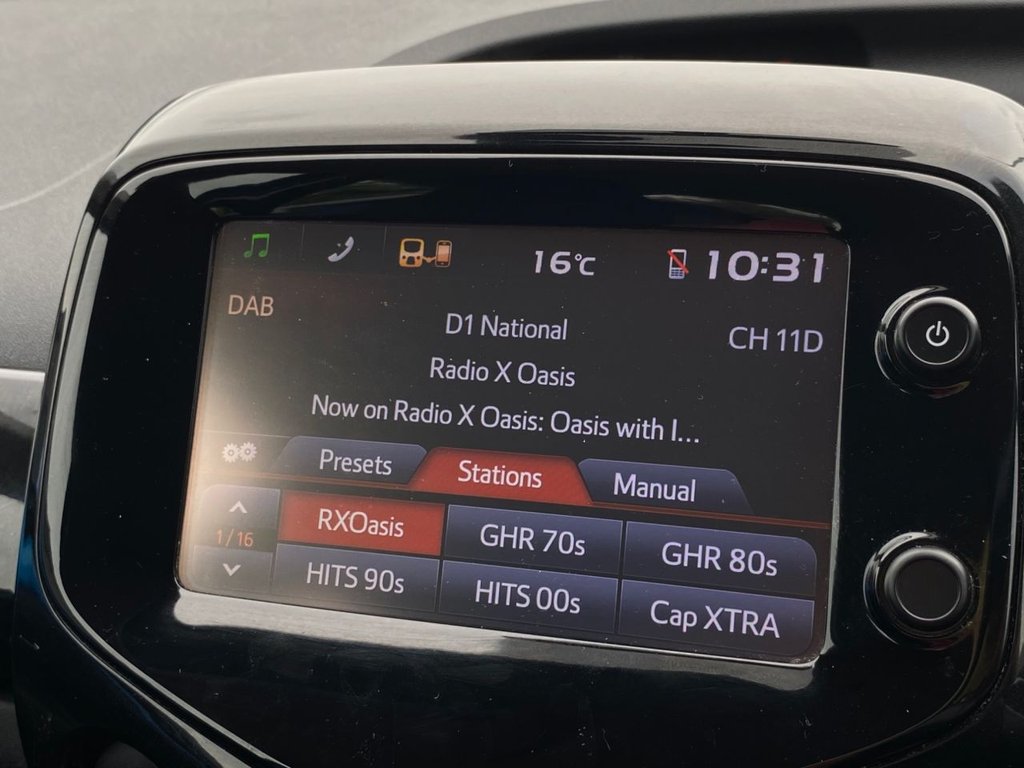 16°C
10:31
DAB
D1 National
CH 11D
Radio X Oasis
Now on Radio X Oasis: Oasis with I...
Presets
Stations
Manual
1/16
RXOasis
GHR 70s
GHR 80s
HITS 90s
HITS 00s
Cap XTRA